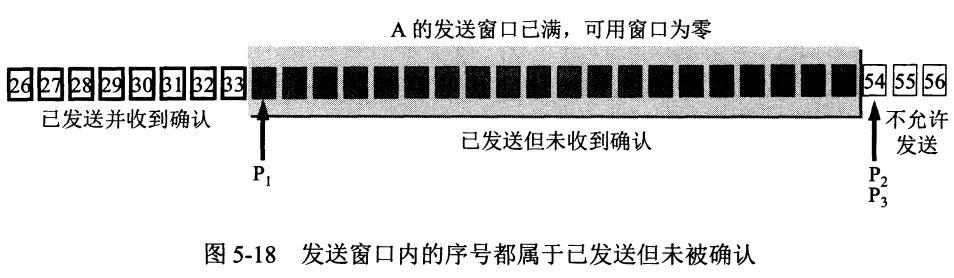 A 的发送窗口已满，可用窗口为零
26 27 28 29 30 31 32 33
54 55 56
已发送并收到确认
已发送但未收到确认
不允许
发送
P1
P2
P3
图 5-18 发送窗口内的序号都属于已发送但未被确认